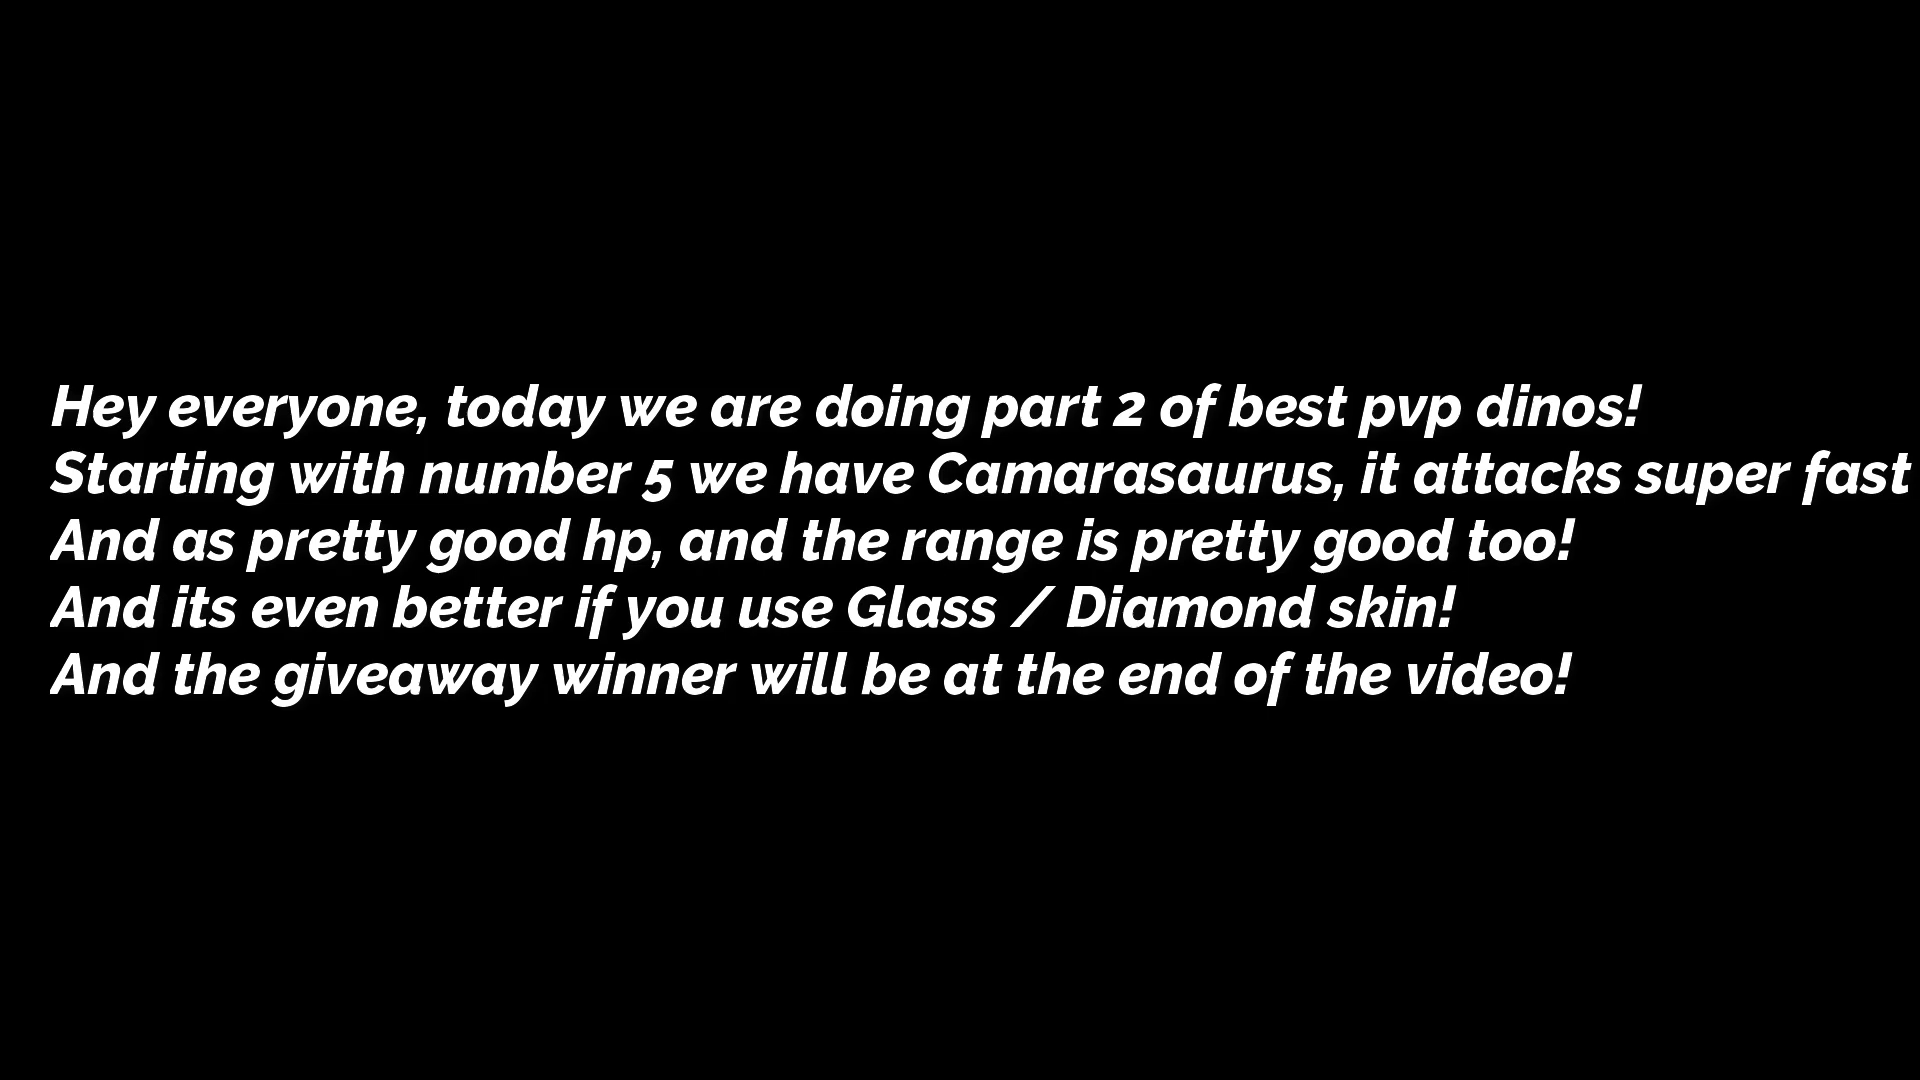 Hey everyone, today we are doing part 2 of best pvp dinos!
Starting with number 5 we have Camarasaurus, it attacks super fast
And as pretty good hp, and the range is pretty good too!
And its even better if you use Glass / Diamond skin!
And the giveaway winner will be at the end of the video!